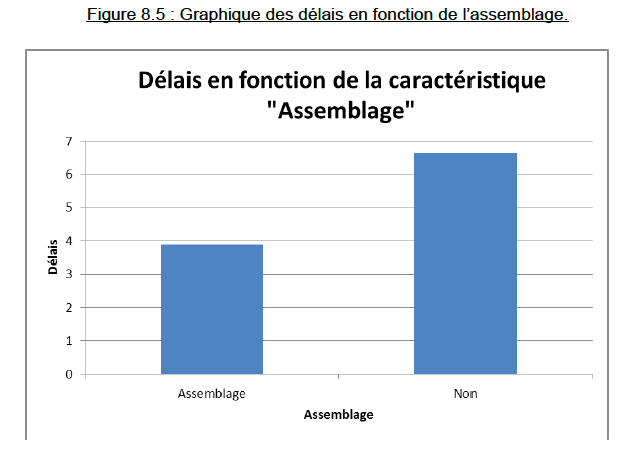 Figure 8.5 : Graphique des délais en fonction de l’assemblage.
Délais en fonction de la caractéristique
"Assemblage"
7
6
5
4
3
2
1
0
Délais
Assemblage
Non
Assemblage